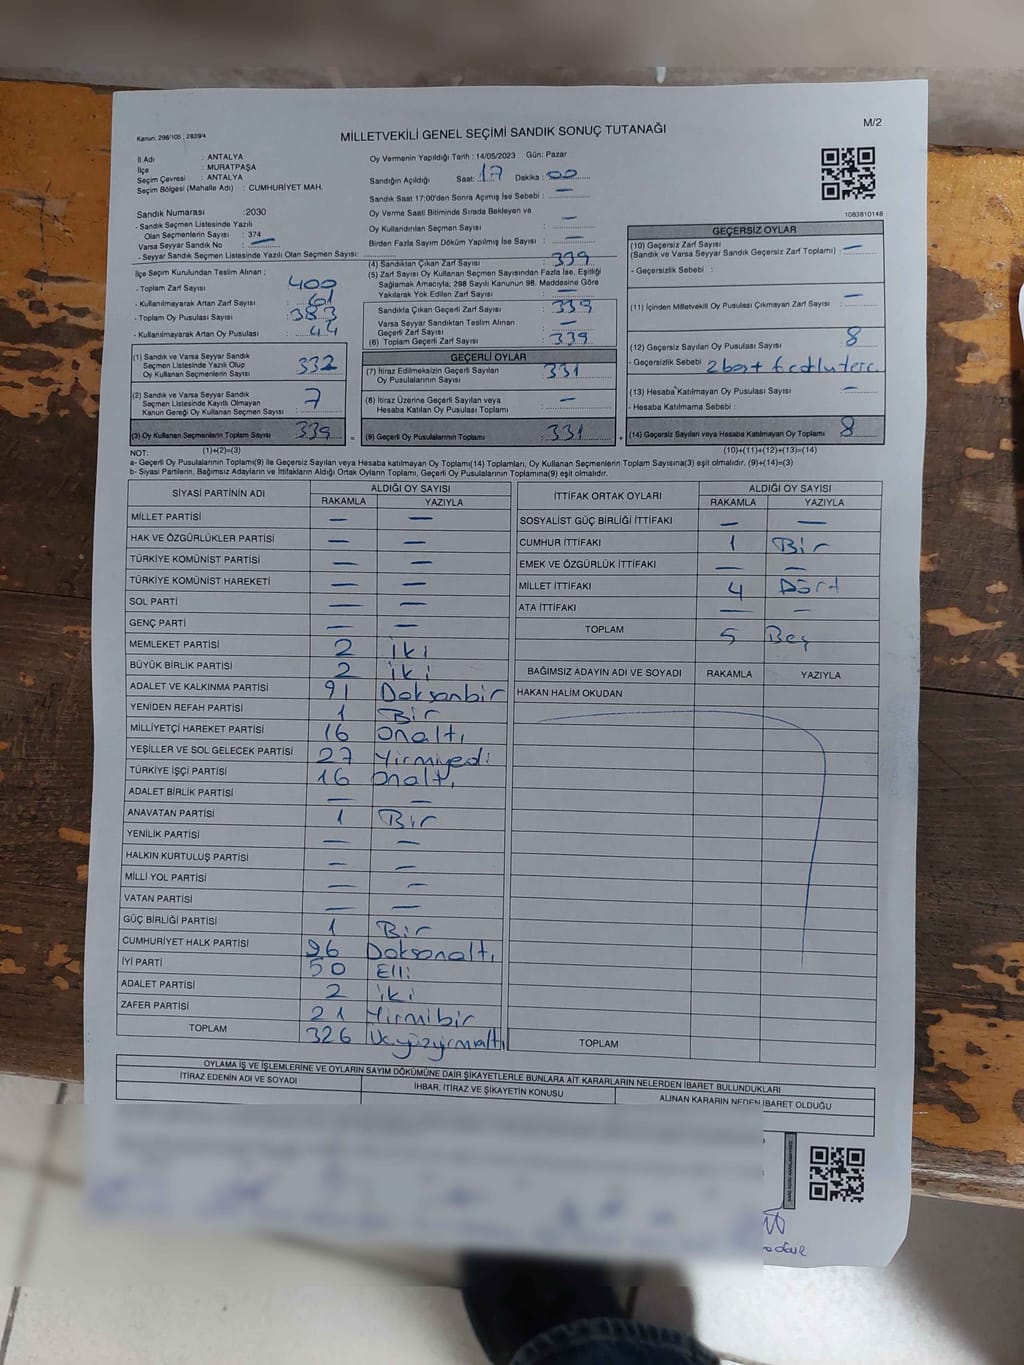 Kanun, 298/105 ; 2839/4
MİLLETVEKİLİ GENEL SEÇİMİ SANDIK SONUÇ TUTANAĞI
M/2
İl Adı : ANTALYA
İlçe : MURATPAŞA
Seçim Çevresi : ANTALYA
Seçim Bölgesi (Mahalle Adı) : CUMHURİYET MAH.
Sandık Numarası :2030
- Sandık Seçmen Listesinde Yazılı
Olan Seçmenlerin Sayısı : 374
Varsa Seyyar Sandık No —
- Seyyar Sandık Seçmen Listesinde Yazılı Olan Seçmen Sayısı:
Oy Vermenin Yapıldığı Tarih : 14/05/2023 Gün: Pazar
Sandığın Açıldığı Saat: 17 Dakika: 00
Sandık Saat 17:00'den Sonra Açımış İse Sebebi : —
Oy Verme Saati Bitiminde Sırada Bekleyen ve
Oy Kullandırılan Seçmen Sayısı : —
Birden Fazla Sayım Döküm Yapılmış İse Sayısı : —
1083810148
İlçe Seçim Kurulundan Teslim Alınan ;
- Toplam Zarf Sayısı : 400
- Kullanılmayarak Artan Zarf Sayısı : 61
- Toplam Oy Pusulası Sayısı : 383
- Kullanılmayarak Artan Oy Pusulası : 44
(4) Sandıktan Çıkan Zarf Sayısı : 339
(5) Zarf Sayısı Oy Kullanan Seçmen Sayısından Fazla İse, Eşitliği
Sağlamak Amacıyla; 298 Sayılı Kanunun 98. Maddesine Göre
Yakılarak Yok Edilen Zarf Sayısı : —
Sandıkta Çıkan Geçerli Zarf Sayısı : 339
Varsa Seyyar Sandıktan Teslim Alınan
Geçerli Zarf Sayısı : —
(6) Toplam Geçerli Zarf Sayısı : 339
GEÇERSİZ OYLAR
(10) Geçersiz Zarf Sayısı
(Sandık ve Varsa Seyyar Sandık Geçersiz Zarf Toplamı) : —
- Geçersizlik Sebebi :
(11) İçinden Milletvekili Oy Pusulası Çıkmayan Zarf Sayısı : —
(12) Geçersiz Sayılan Oy Pusulası Sayısı : 8
- Geçersizlik Sebebi : 2 boş + 6
(13) Hesaba Katılmayan Oy Pusulası Sayısı : —
- Hesaba Katılmama Sebebi :
(14) Geçersiz Sayılan veya Hesaba Katılmayan Oy Toplamı : 8
(1) Sandık ve Varsa Seyyar Sandık
Seçmen Listesinde Yazılı Olup
Oy Kullanan Seçmenlerin Sayısı : 332
(2) Sandık ve Varsa Seyyar Sandık
Seçmen Listesinde Kayıtlı Olmayan
Kanun Gereği Oy Kullanan Seçmen Sayısı : 7
(3) Oy Kullanan Seçmenlerin Toplam Sayısı : 339 =
GEÇERLİ OYLAR
(7) İtiraz Edilmeksizin Geçerli Sayılan
Oy Pusulalarının Sayısı : 331
(8) İtiraz Üzerine Geçerli Sayılan veya
Hesaba Katılan Oy Pusulası Toplamı : —
(9) Geçerli Oy Pusulalarının Toplamı : 331 +
(1)+(2)=(3)
(10)+(11)+(12)+(13)=(14)
NOT:
a- Geçerli Oy Pusulalarının Toplamı(9) ile Geçersiz Sayılan veya Hesaba katılmayan Oy Toplamı(14) Toplamları, Oy Kullanan Seçmenlerin Toplam Sayısına(3) eşit olmalıdır. (9)+(14)=(3)
b- Siyasi Partilerin, Bağımsız Adayların ve İttifakların Aldığı Ortak Oyların Toplamı, Geçerli Oy Pusulalarının Toplamına(9) eşit olmalıdır.
SİYASİ PARTİNİN ADI
ALDIĞI OY SAYISI
RAKAMLA YAZIYLA
MİLLET PARTİSİ — —
HAK VE ÖZGÜRLÜKLER PARTİSİ — —
TÜRKİYE KOMÜNİST PARTİSİ — —
TÜRKİYE KOMÜNİST HAREKETİ — —
SOL PARTİ — —
GENÇ PARTİ — —
MEMLEKET PARTİSİ 2 iki
BÜYÜK BİRLİK PARTİSİ 2 iki
ADALET VE KALKINMA PARTİSİ 91 Doksanbir
YENİDEN REFAH PARTİSİ 1 Bir
MİLLİYETÇİ HAREKET PARTİSİ 16 Onaltı
YEŞİLLER VE SOL GELECEK PARTİSİ 27 Yirmiyedi
TÜRKİYE İŞÇİ PARTİSİ 16 Onaltı
ADALET BİRLİK PARTİSİ — —
ANAVATAN PARTİSİ 1 Bir
YENİLİK PARTİSİ — —
HALKIN KURTULUŞ PARTİSİ — —
MİLLİ YOL PARTİSİ — —
VATAN PARTİSİ — —
GÜÇ BİRLİĞİ PARTİSİ 1 Bir
CUMHURİYET HALK PARTİSİ 96 Doksanaltı
İYİ PARTİ 50 Elli
ADALET PARTİSİ 2 iki
ZAFER PARTİSİ 21 Yirmibir
TOPLAM 326 Üçyüzyirmialtı
İTTİFAK ORTAK OYLARI
ALDIĞI OY SAYISI
RAKAMLA YAZIYLA
SOSYALİST GÜÇ BİRLİĞİ İTTİFAKI — —
CUMHUR İTTİFAKI 1 Bir
EMEK VE ÖZGÜRLÜK İTTİFAKI — —
MİLLET İTTİFAKI 4 Dört
ATA İTTİFAKI — —
TOPLAM 5 Beş
BAĞIMSIZ ADAYIN ADI VE SOYADI RAKAMLA YAZIYLA
HAKAN HALİM OKUDAN
TOPLAM
OYLAMA İŞ VE İŞLEMLERİNE VE OYLARIN SAYIM DÖKÜMÜNE DAİR ŞİKAYETLERLE BUNLARA AİT KARARLARIN NELERDEN İBARET BULUNDUKLARI
İTİRAZ EDENİN ADI VE SOYADI
İHBAR, İTİRAZ VE ŞİKAYETİN KONUSU
ALINAN KARARIN NEDEN İBARET OLDUĞU